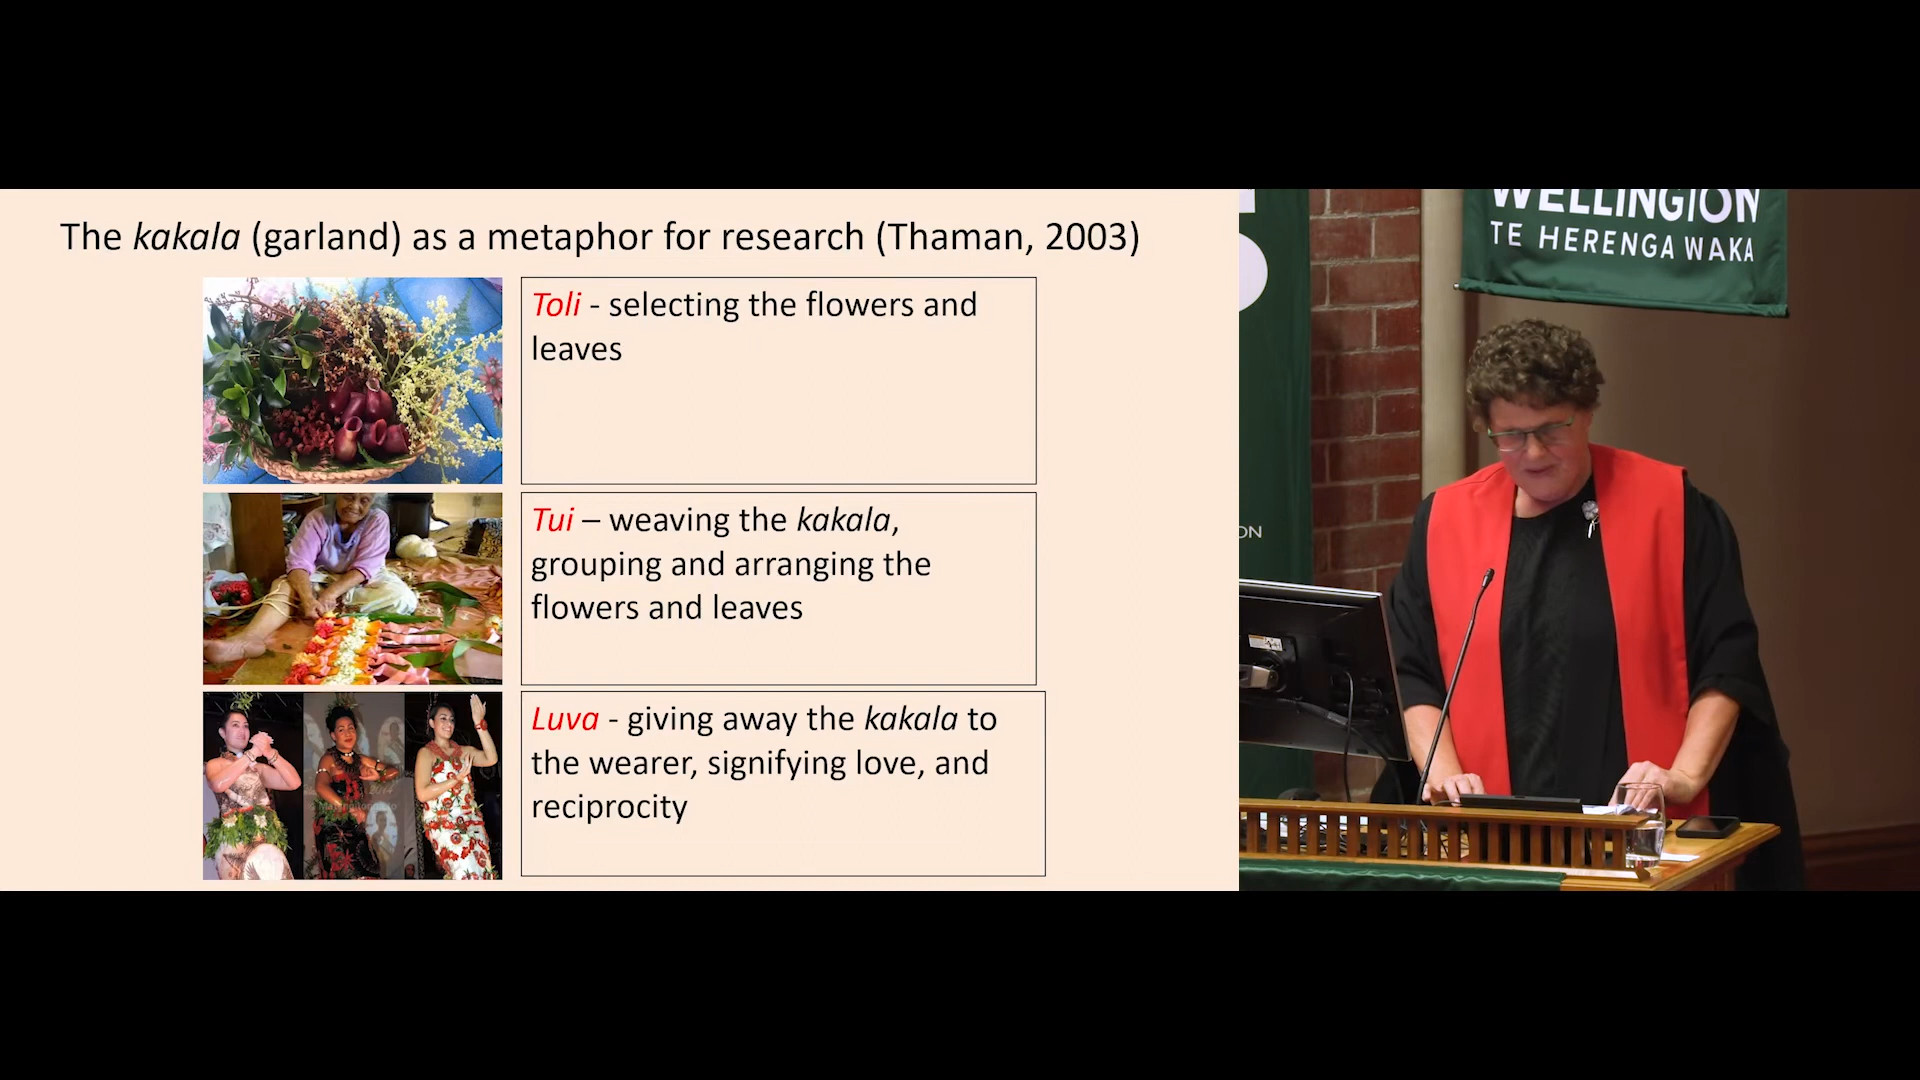 The kakala (garland) as a metaphor for research (Thaman, 2003)
Toli - selecting the flowers and
leaves
Tui – weaving the kakala,
grouping and arranging the
flowers and leaves
Luva - giving away the kakala to
the wearer, signifying love, and
reciprocity
WELLINGTON
TE HERENGA WAKA
ON